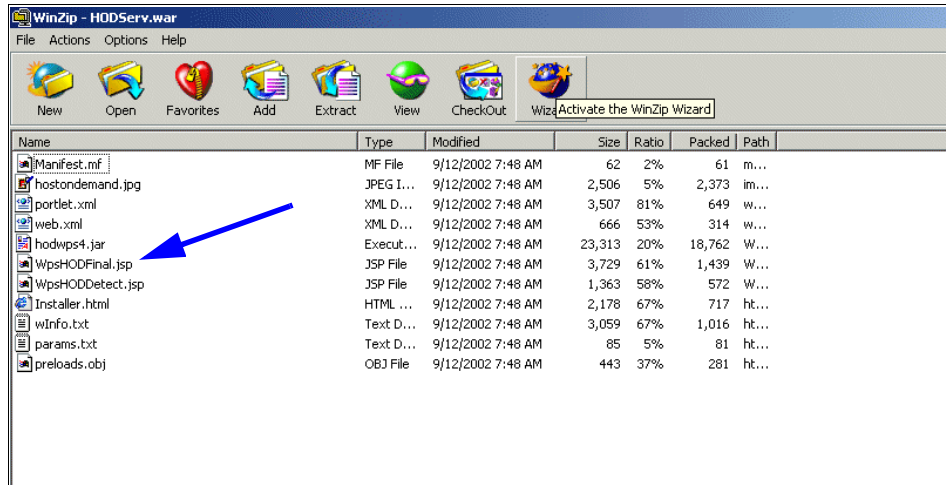 WinZip - HODServ.war
File Actions Options Help
New Open Favorites Add Extract View CheckOut Wiza
Activate the WinZip Wizard
Name Type Modified Size Ratio Packed Path
Manifest.mf MF File 9/12/2002 7:48 AM 62 2% 61 m...
hostondemand.jpg JPEG I... 9/12/2002 7:48 AM 2,506 5% 2,373 im...
portlet.xml XML D... 9/12/2002 7:48 AM 3,507 81% 649 w...
web.xml XML D... 9/12/2002 7:48 AM 666 53% 314 w...
hodwps4.jar Execut... 9/12/2002 7:48 AM 23,313 20% 18,762 W...
WpsHODFinal.jsp JSP File 9/12/2002 7:48 AM 3,729 61% 1,439 W...
WpsHODDetect.jsp JSP File 9/12/2002 7:48 AM 1,363 58% 572 W...
Installer.html HTML ... 9/12/2002 7:48 AM 2,178 67% 717 ht...
wInfo.txt Text D... 9/12/2002 7:48 AM 3,059 67% 1,016 ht...
params.txt Text D... 9/12/2002 7:48 AM 85 5% 81 ht...
preloads.obj OBJ File 9/12/2002 7:48 AM 443 37% 281 ht...